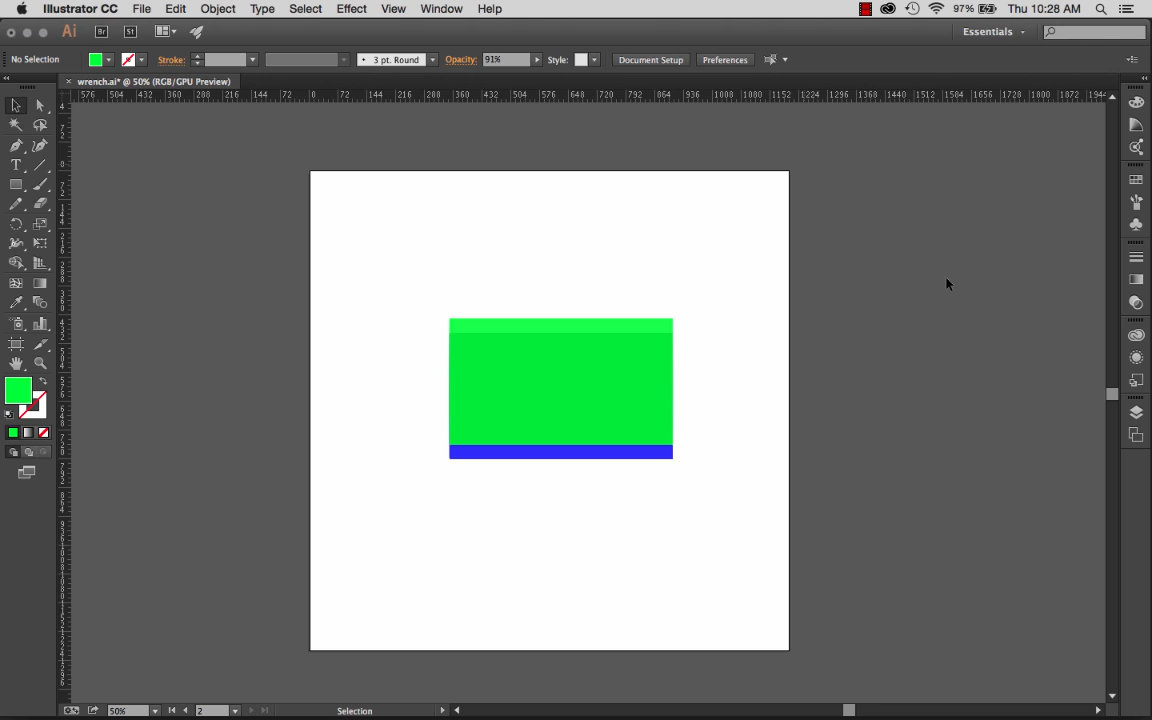 Illustrator CC File Edit Object Type Select Effect View Window Help 97% Thu 10:28 AM
Ai Br St Essentials
No Selection Stroke: 3 pt. Round Opacity: 91% Style: Document Setup Preferences
× wrench.ai* @ 50% (RGB/GPU Preview)
576 504 432 360 288 216 144 72 0 72 144 216 288 360 432 504 576 648 720 792 864 936 1008 1080 1152 1224 1296 1368 1440 1512 1584 1656 1728 1800 1872 1944
50% 2 Selection